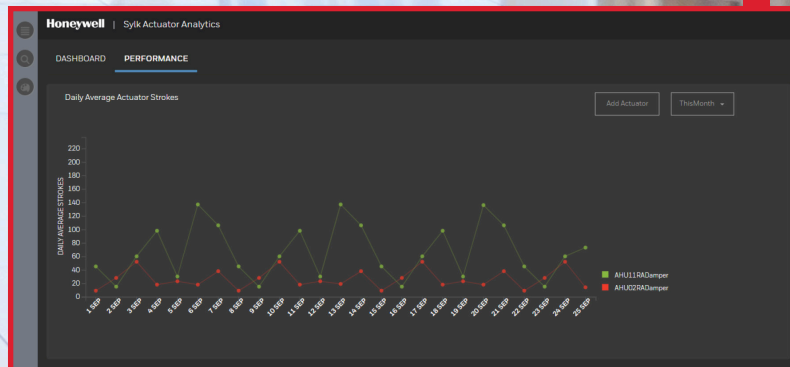 Honeywell | Sylk Actuator Analytics
DASHBOARD PERFORMANCE
Daily Average Actuator Strokes
Add Actuator ThisMonth
DAILY AVERAGE STROKES
220
200
180
160
140
120
100
80
60
40
20
0
AHU11RADamper
AHU02RADamper
1 SEP 2 SEP 3 SEP 4 SEP 5 SEP 6 SEP 7 SEP 8 SEP 9 SEP 10 SEP 11 SEP 12 SEP 13 SEP 14 SEP 15 SEP 16 SEP 17 SEP 18 SEP 19 SEP 20 SEP 21 SEP 22 SEP 23 SEP 24 SEP 25 SEP